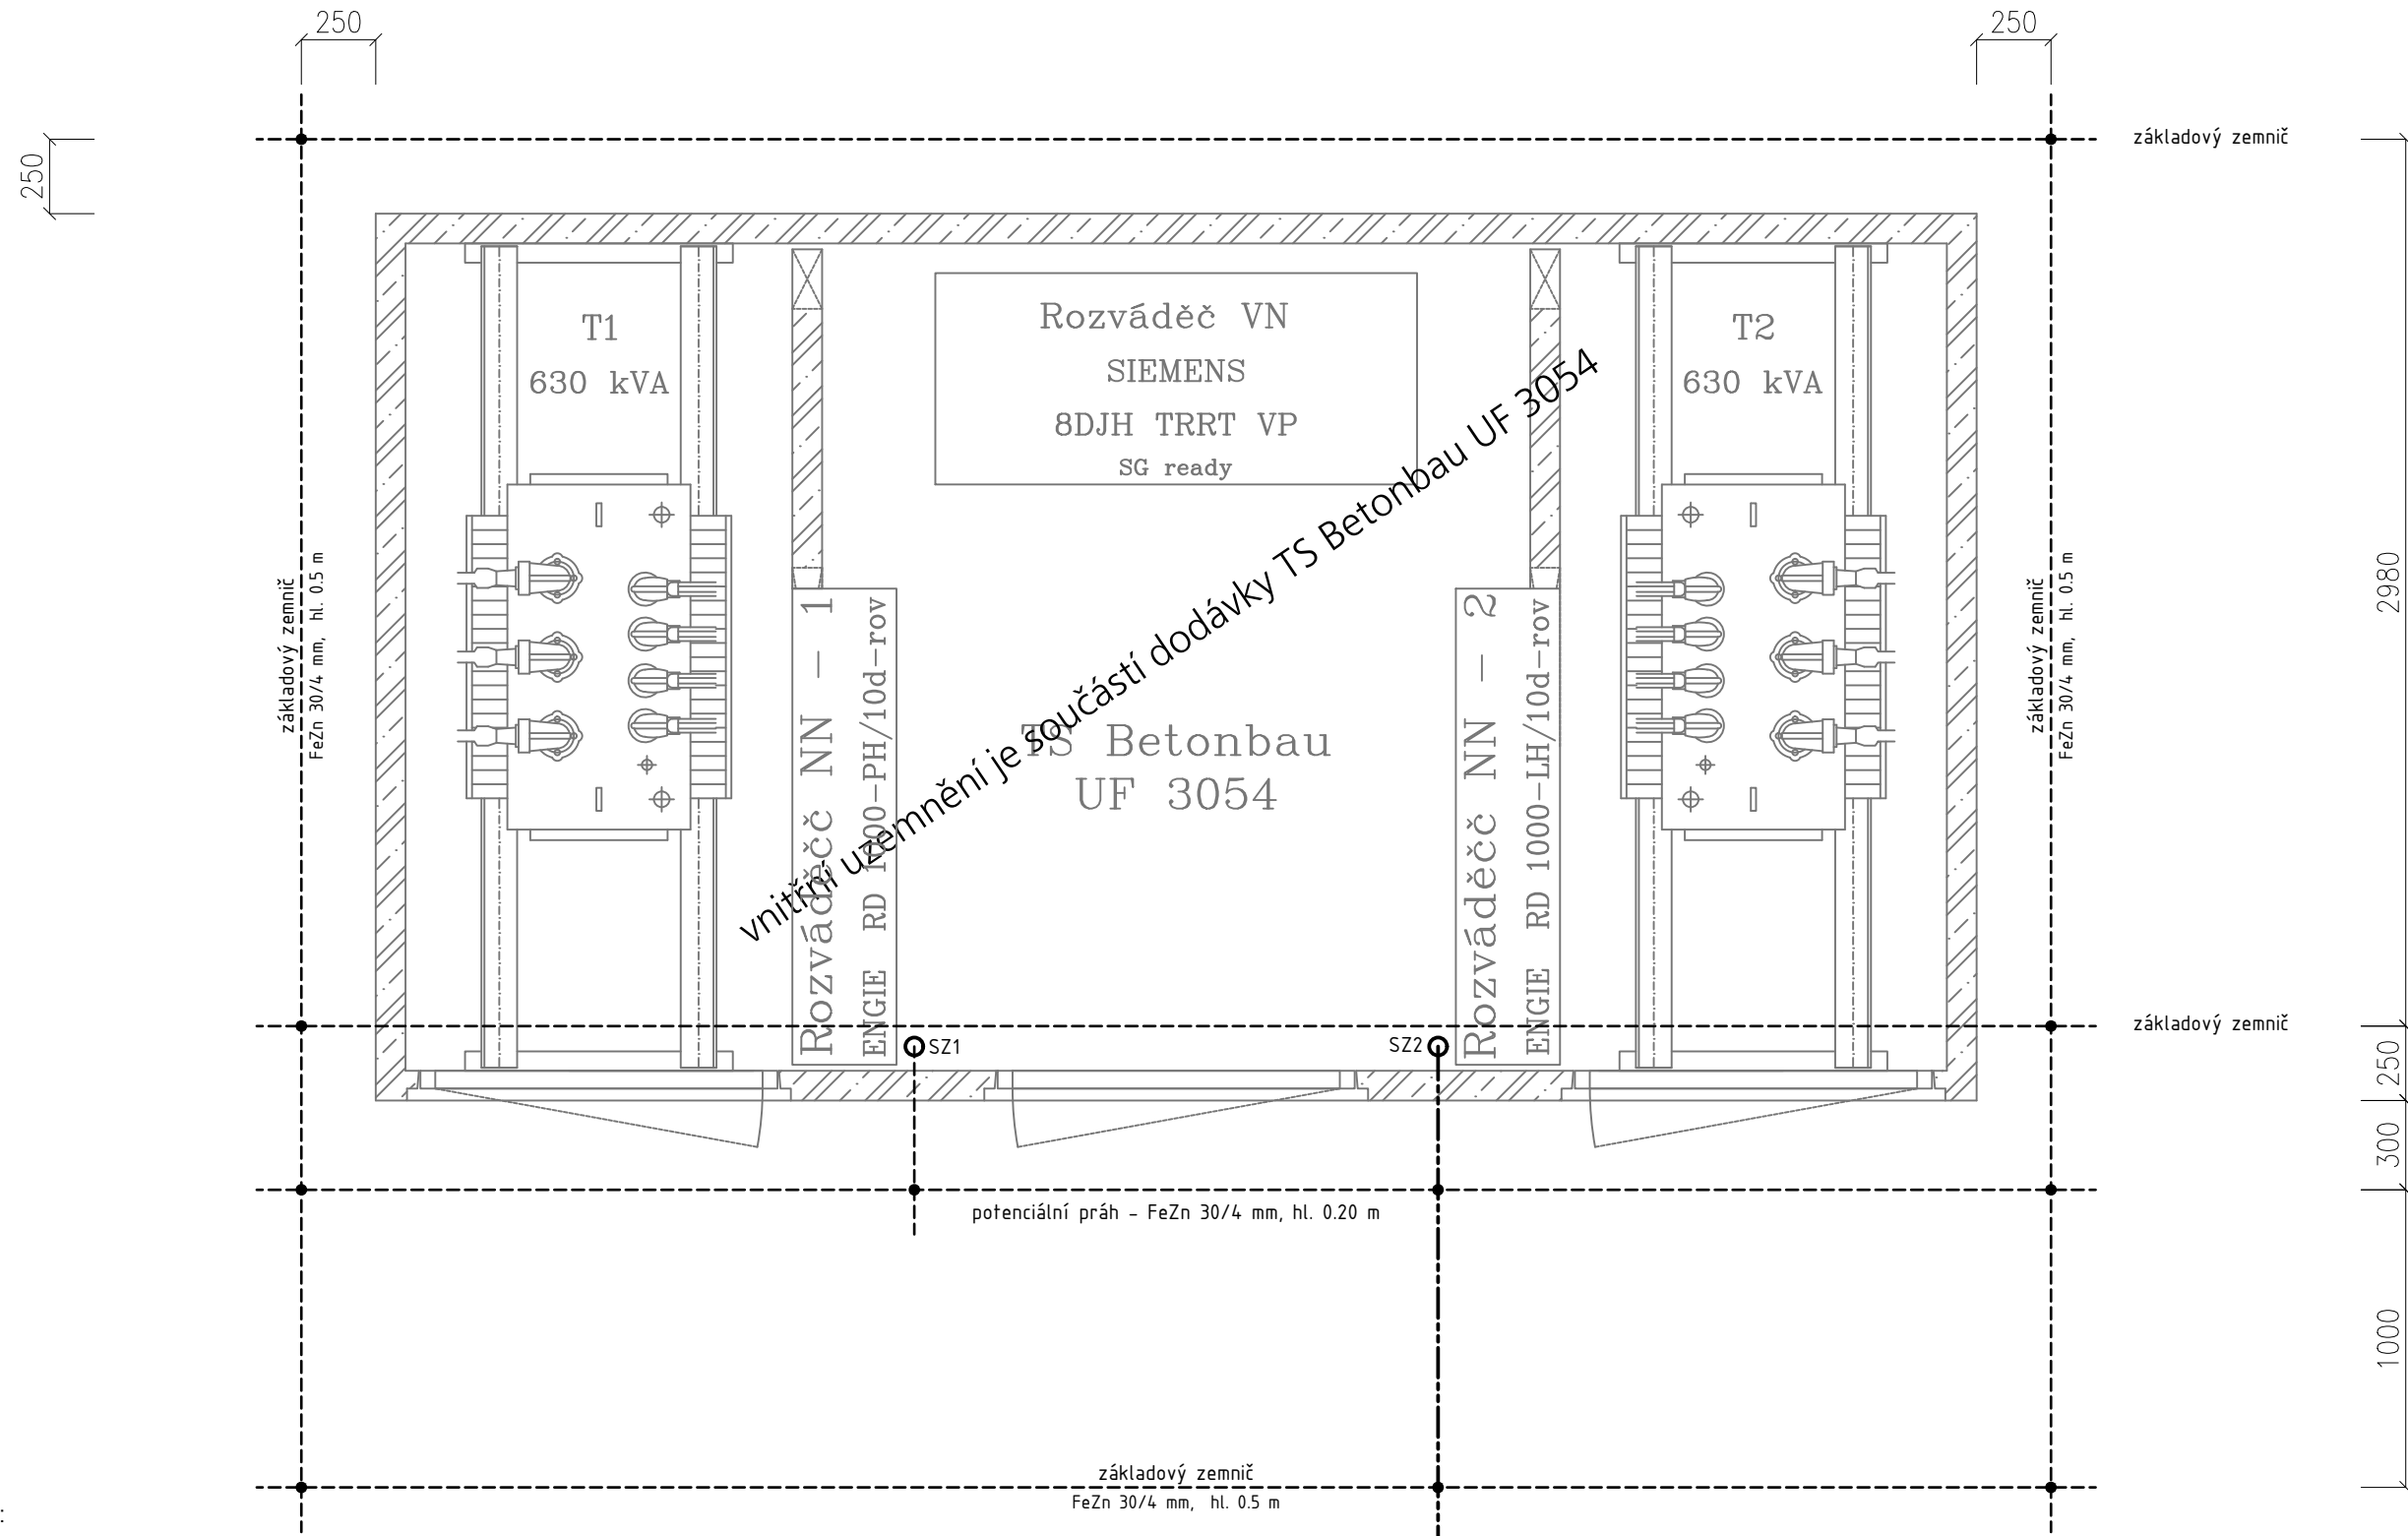 250
250
základový zemnič
250
Rozváděč VN
SIEMENS
8DJH TRRT VP
SG ready
T1
630 kVA
T2
630 kVA
základový zemnič
FeZn 30/4 mm, hl. 0.5 m
Rozváděčč NN - 1
ENGIE RD 1000-PH/10d-rov
vnitřní uzemnění je součástí dodávky TS Betonbau UF 3054
TS Betonbau
UF 3054
Rozváděčč NN - 2
ENGIE RD 1000-LH/10d-rov
základový zemnič
FeZn 30/4 mm, hl. 0.5 m
2980
základový zemnič
SZ1
SZ2
250
300
potenciální práh - FeZn 30/4 mm, hl. 0.20 m
1000
základový zemnič
FeZn 30/4 mm, hl. 0.5 m
: